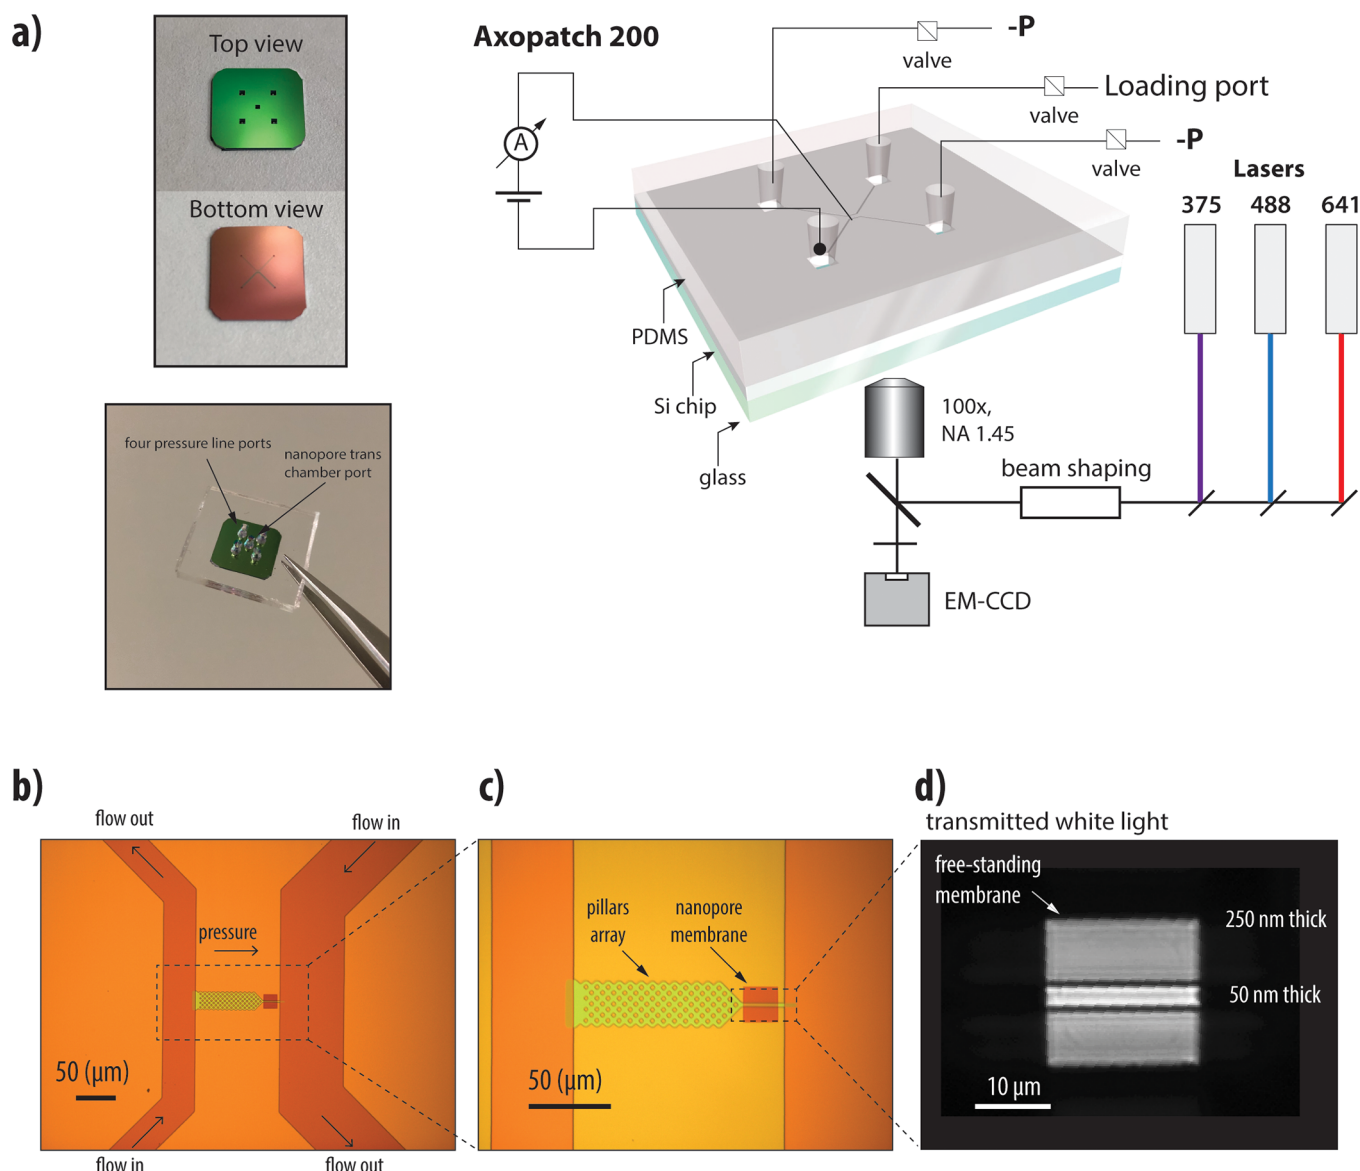 a)
Top view
Bottom view
four pressure line ports
nanopore trans
chamber port
Axopatch 200
A
-P
valve
Loading port
valve
-P
valve
Lasers
375 488 641
PDMS
Si chip
glass
100x,
NA 1.45
beam shaping
EM-CCD
b)
flow out
flow in
pressure
50 (μm)
flow in
flow out
c)
pillars
array
nanopore
membrane
50 (μm)
d)
transmitted white light
free-standing
membrane
250 nm thick
50 nm thick
10 μm